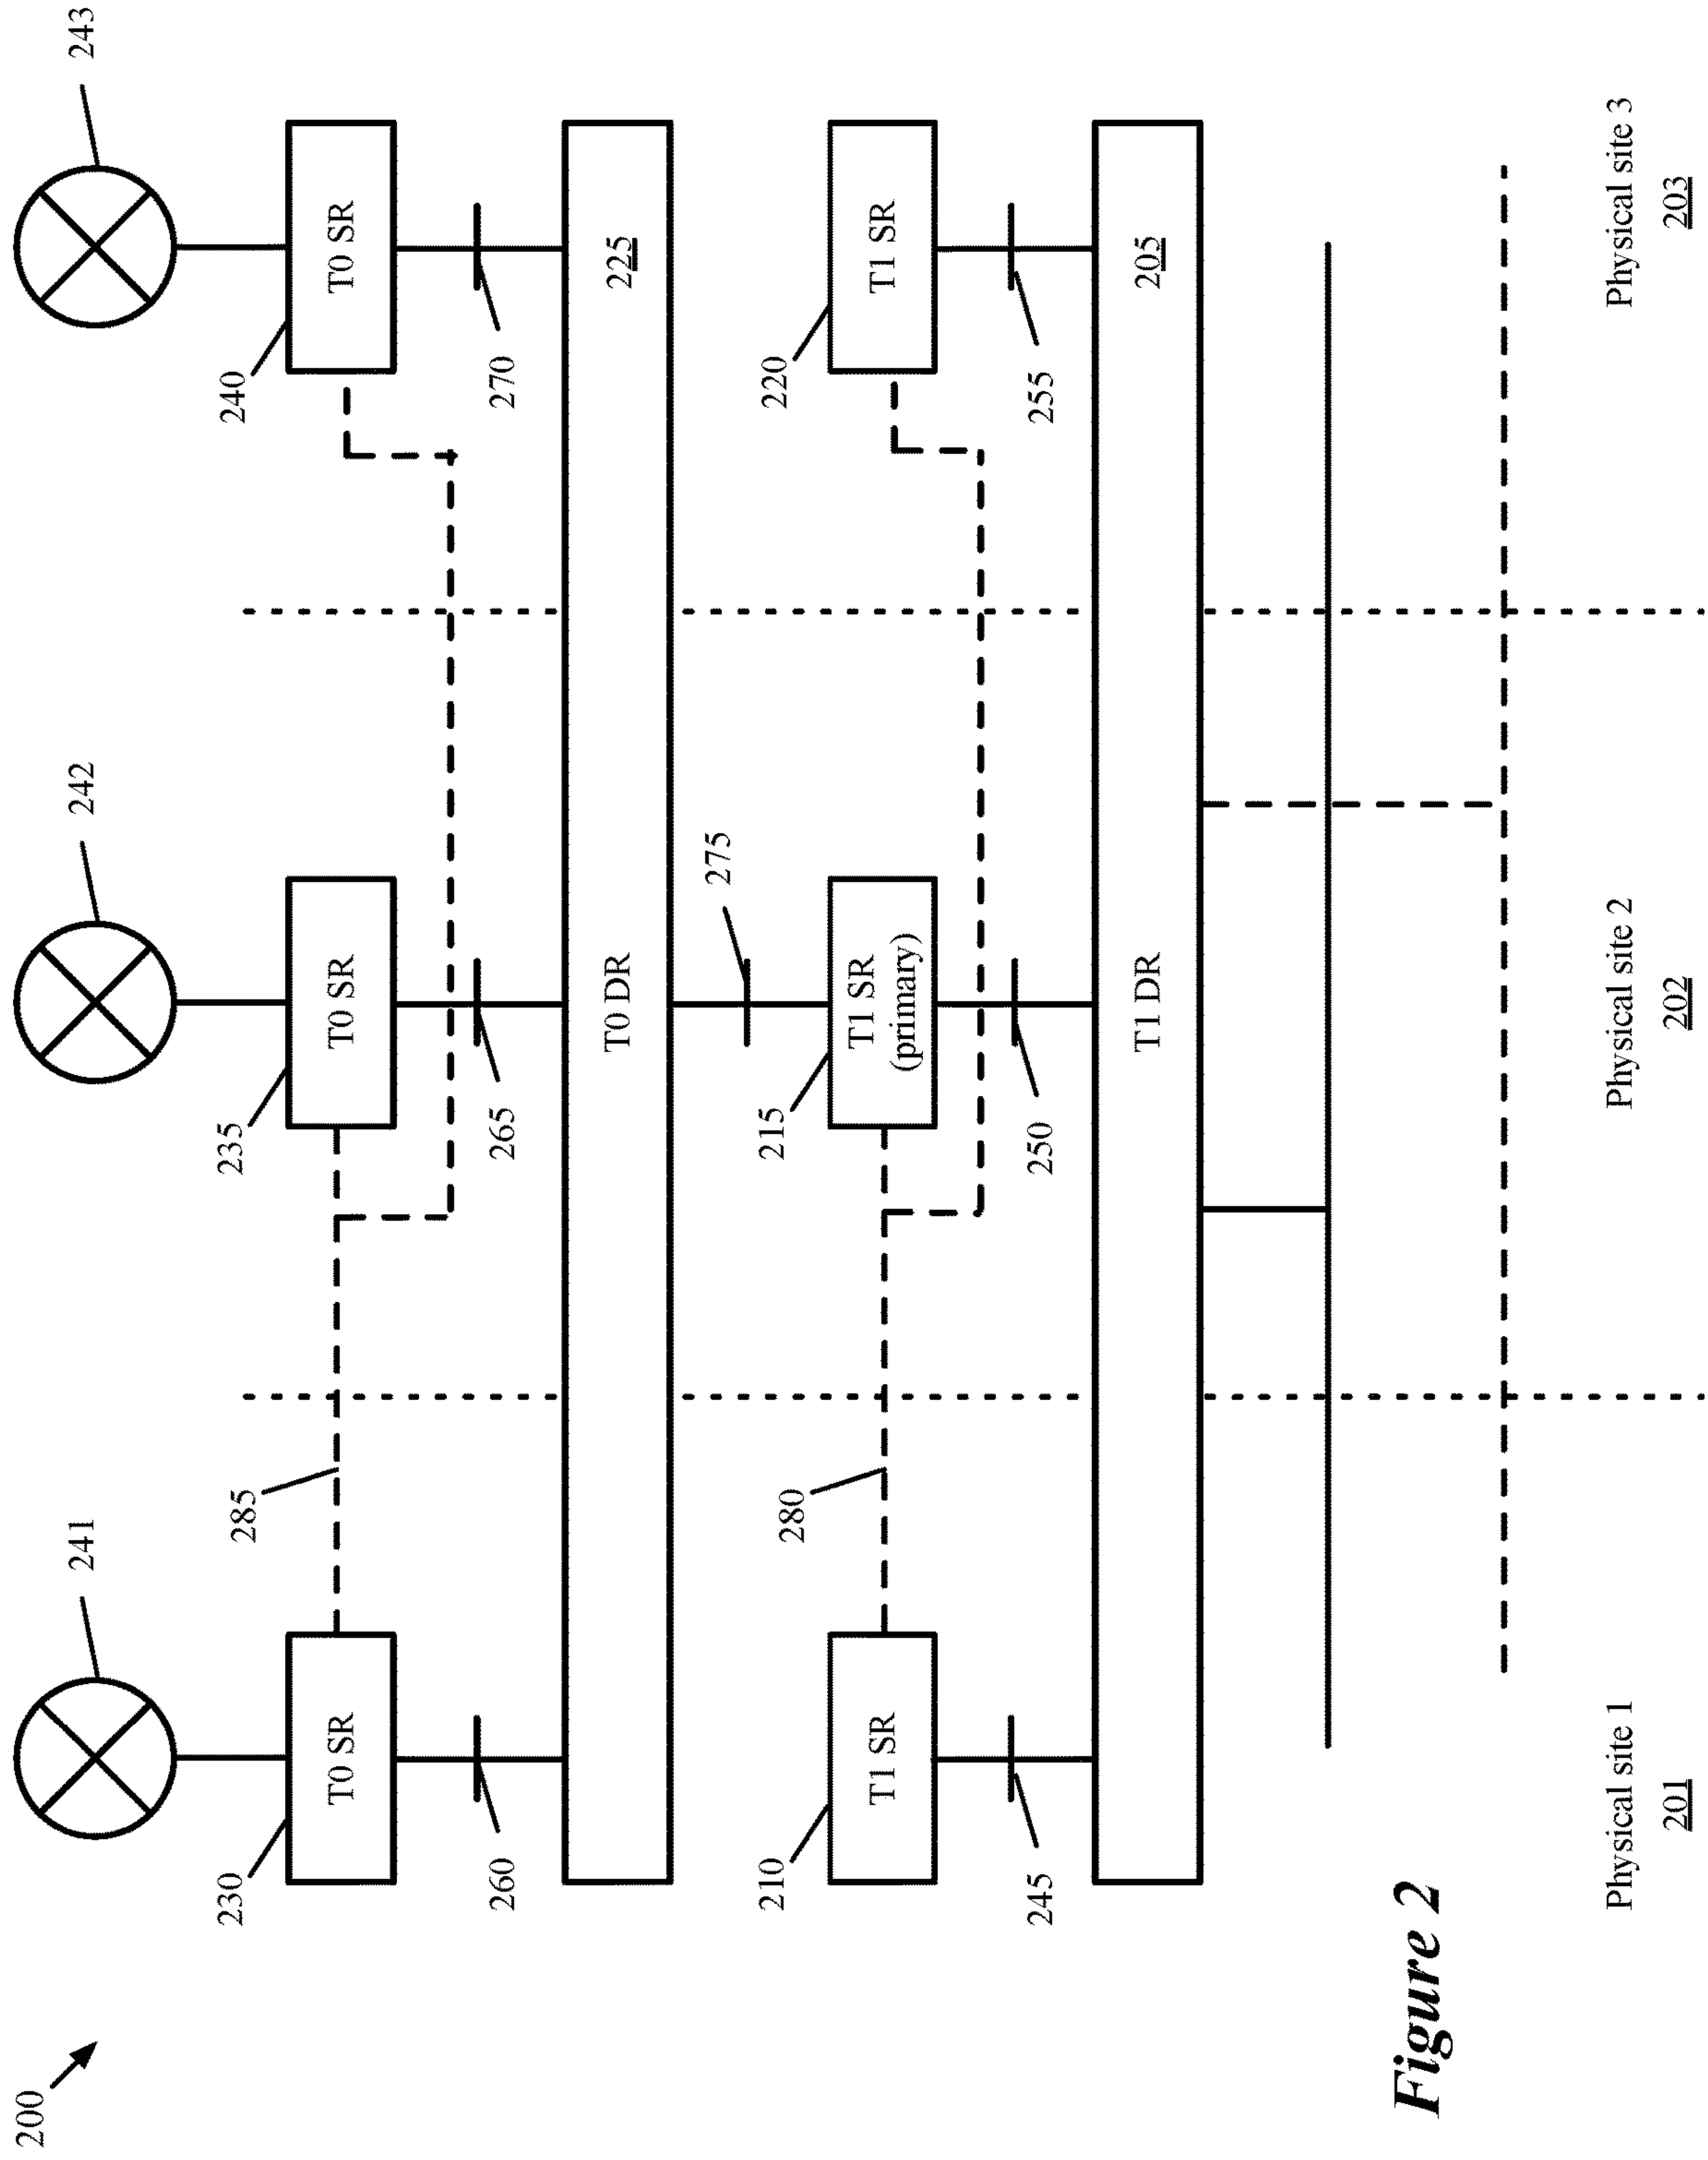 200
241
242
243
230
T0 SR
285
235
T0 SR
240
T0 SR
260
265
270
T0 DR
225
275
210
T1 SR
280
215
T1 SR
(primary)
220
T1 SR
245
250
255
T1 DR
205
Figure 2
Physical site 1
201
Physical site 2
202
Physical site 3
203